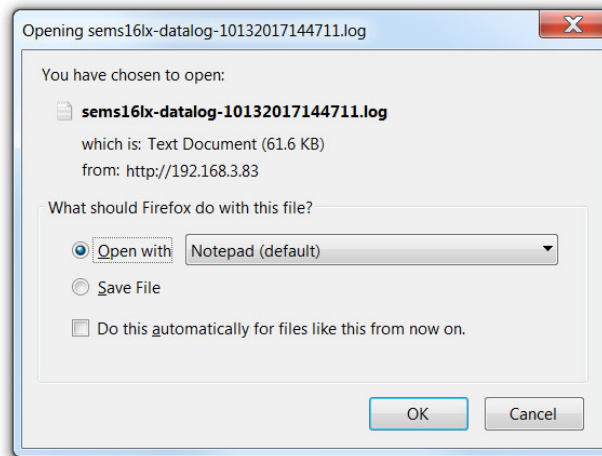 Opening sems16lx-datalog-10132017144711.log
You have chosen to open:
sems16lx-datalog-10132017144711.log
which is: Text Document (61.6 KB)
from: http://192.168.3.83
What should Firefox do with this file?
Open with Notepad (default)
Save File
Do this automatically for files like this from now on.
OK Cancel